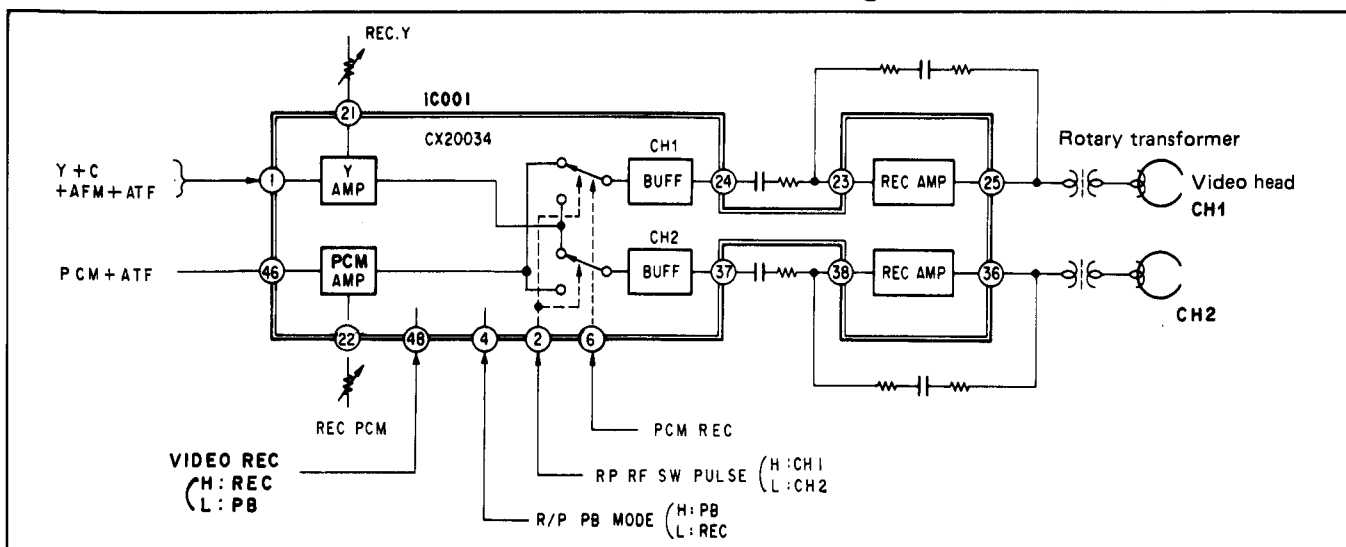 REC.Y
21
IC001
CX20034
Y+C
+AFM+ATF
1
Y
AMP
CH1
BUFF
24
23
REC AMP
25
Rotary transformer
Video head
CH1
PCM+ATF
46
PCM
AMP
CH2
BUFF
37
38
REC AMP
36
CH2
22
48
4
2
6
REC PCM
PCM REC
VIDEO REC
(H:REC
L:PB
RP RF SW PULSE (H:CH1
L:CH2
R/P PB MODE (H:PB
L:REC